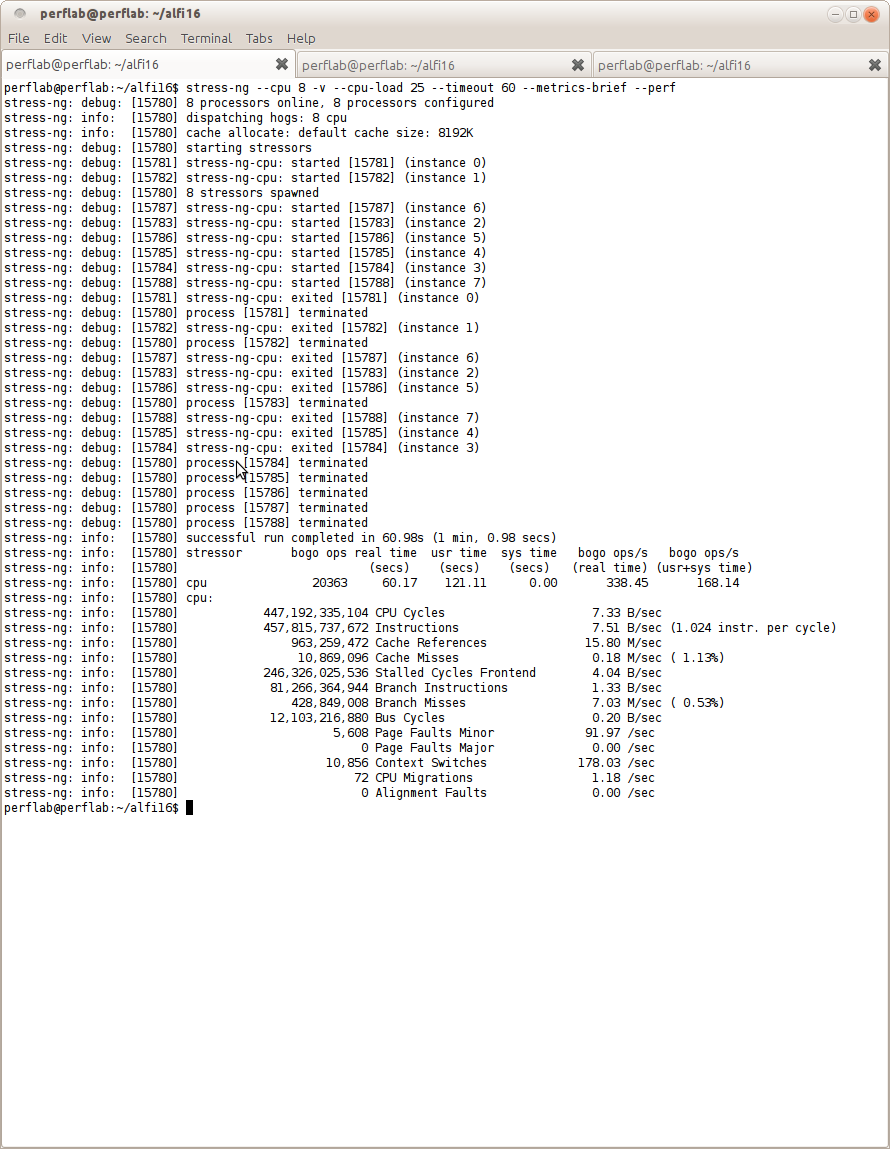 perflab@perflab: ~/alfi16
File Edit View Search Terminal Tabs Help
perflab@perflab: ~/alfi16 perflab@perflab: ~/alfi16 perflab@perflab: ~/alfi16
perflab@perflab:~/alfi16$ stress-ng --cpu 8 -v --cpu-load 25 --timeout 60 --metrics-brief --perf
stress-ng: debug: [15780] 8 processors online, 8 processors configured
stress-ng: info:  [15780] dispatching hogs: 8 cpu
stress-ng: info:  [15780] cache allocate: default cache size: 8192K
stress-ng: debug: [15780] starting stressors
stress-ng: debug: [15781] stress-ng-cpu: started [15781] (instance 0)
stress-ng: debug: [15782] stress-ng-cpu: started [15782] (instance 1)
stress-ng: debug: [15780] 8 stressors spawned
stress-ng: debug: [15787] stress-ng-cpu: started [15787] (instance 6)
stress-ng: debug: [15783] stress-ng-cpu: started [15783] (instance 2)
stress-ng: debug: [15786] stress-ng-cpu: started [15786] (instance 5)
stress-ng: debug: [15785] stress-ng-cpu: started [15785] (instance 4)
stress-ng: debug: [15784] stress-ng-cpu: started [15784] (instance 3)
stress-ng: debug: [15788] stress-ng-cpu: started [15788] (instance 7)
stress-ng: debug: [15781] stress-ng-cpu: exited [15781] (instance 0)
stress-ng: debug: [15780] process [15781] terminated
stress-ng: debug: [15782] stress-ng-cpu: exited [15782] (instance 1)
stress-ng: debug: [15780] process [15782] terminated
stress-ng: debug: [15787] stress-ng-cpu: exited [15787] (instance 6)
stress-ng: debug: [15783] stress-ng-cpu: exited [15783] (instance 2)
stress-ng: debug: [15786] stress-ng-cpu: exited [15786] (instance 5)
stress-ng: debug: [15780] process [15783] terminated
stress-ng: debug: [15788] stress-ng-cpu: exited [15788] (instance 7)
stress-ng: debug: [15785] stress-ng-cpu: exited [15785] (instance 4)
stress-ng: debug: [15784] stress-ng-cpu: exited [15784] (instance 3)
stress-ng: debug: [15780] process [15784] terminated
stress-ng: debug: [15780] process [15785] terminated
stress-ng: debug: [15780] process [15786] terminated
stress-ng: debug: [15780] process [15787] terminated
stress-ng: debug: [15780] process [15788] terminated
stress-ng: info:  [15780] successful run completed in 60.98s (1 min, 0.98 secs)
stress-ng: info:  [15780] stressor       bogo ops real time  usr time  sys time   bogo ops/s   bogo ops/s
stress-ng: info:  [15780]                           (secs)    (secs)    (secs)   (real time) (usr+sys time)
stress-ng: info:  [15780] cpu               20363     60.17    121.11      0.00       338.45       168.14
stress-ng: info:  [15780] cpu:
stress-ng: info:  [15780]            447,192,335,104 CPU Cycles                     7.33 B/sec
stress-ng: info:  [15780]            457,815,737,672 Instructions                   7.51 B/sec (1.024 instr. per cycle)
stress-ng: info:  [15780]                963,259,472 Cache References              15.80 M/sec
stress-ng: info:  [15780]                 10,869,096 Cache Misses                   0.18 M/sec ( 1.13%)
stress-ng: info:  [15780]            246,326,025,536 Stalled Cycles Frontend        4.04 B/sec
stress-ng: info:  [15780]             81,266,364,944 Branch Instructions            1.33 B/sec
stress-ng: info:  [15780]                428,849,008 Branch Misses                  7.03 M/sec ( 0.53%)
stress-ng: info:  [15780]             12,103,216,880 Bus Cycles                     0.20 B/sec
stress-ng: info:  [15780]                      5,608 Page Faults Minor             91.97 /sec
stress-ng: info:  [15780]                          0 Page Faults Major              0.00 /sec
stress-ng: info:  [15780]                     10,856 Context Switches             178.03 /sec
stress-ng: info:  [15780]                         72 CPU Migrations                 1.18 /sec
stress-ng: info:  [15780]                          0 Alignment Faults               0.00 /sec
perflab@perflab:~/alfi16$